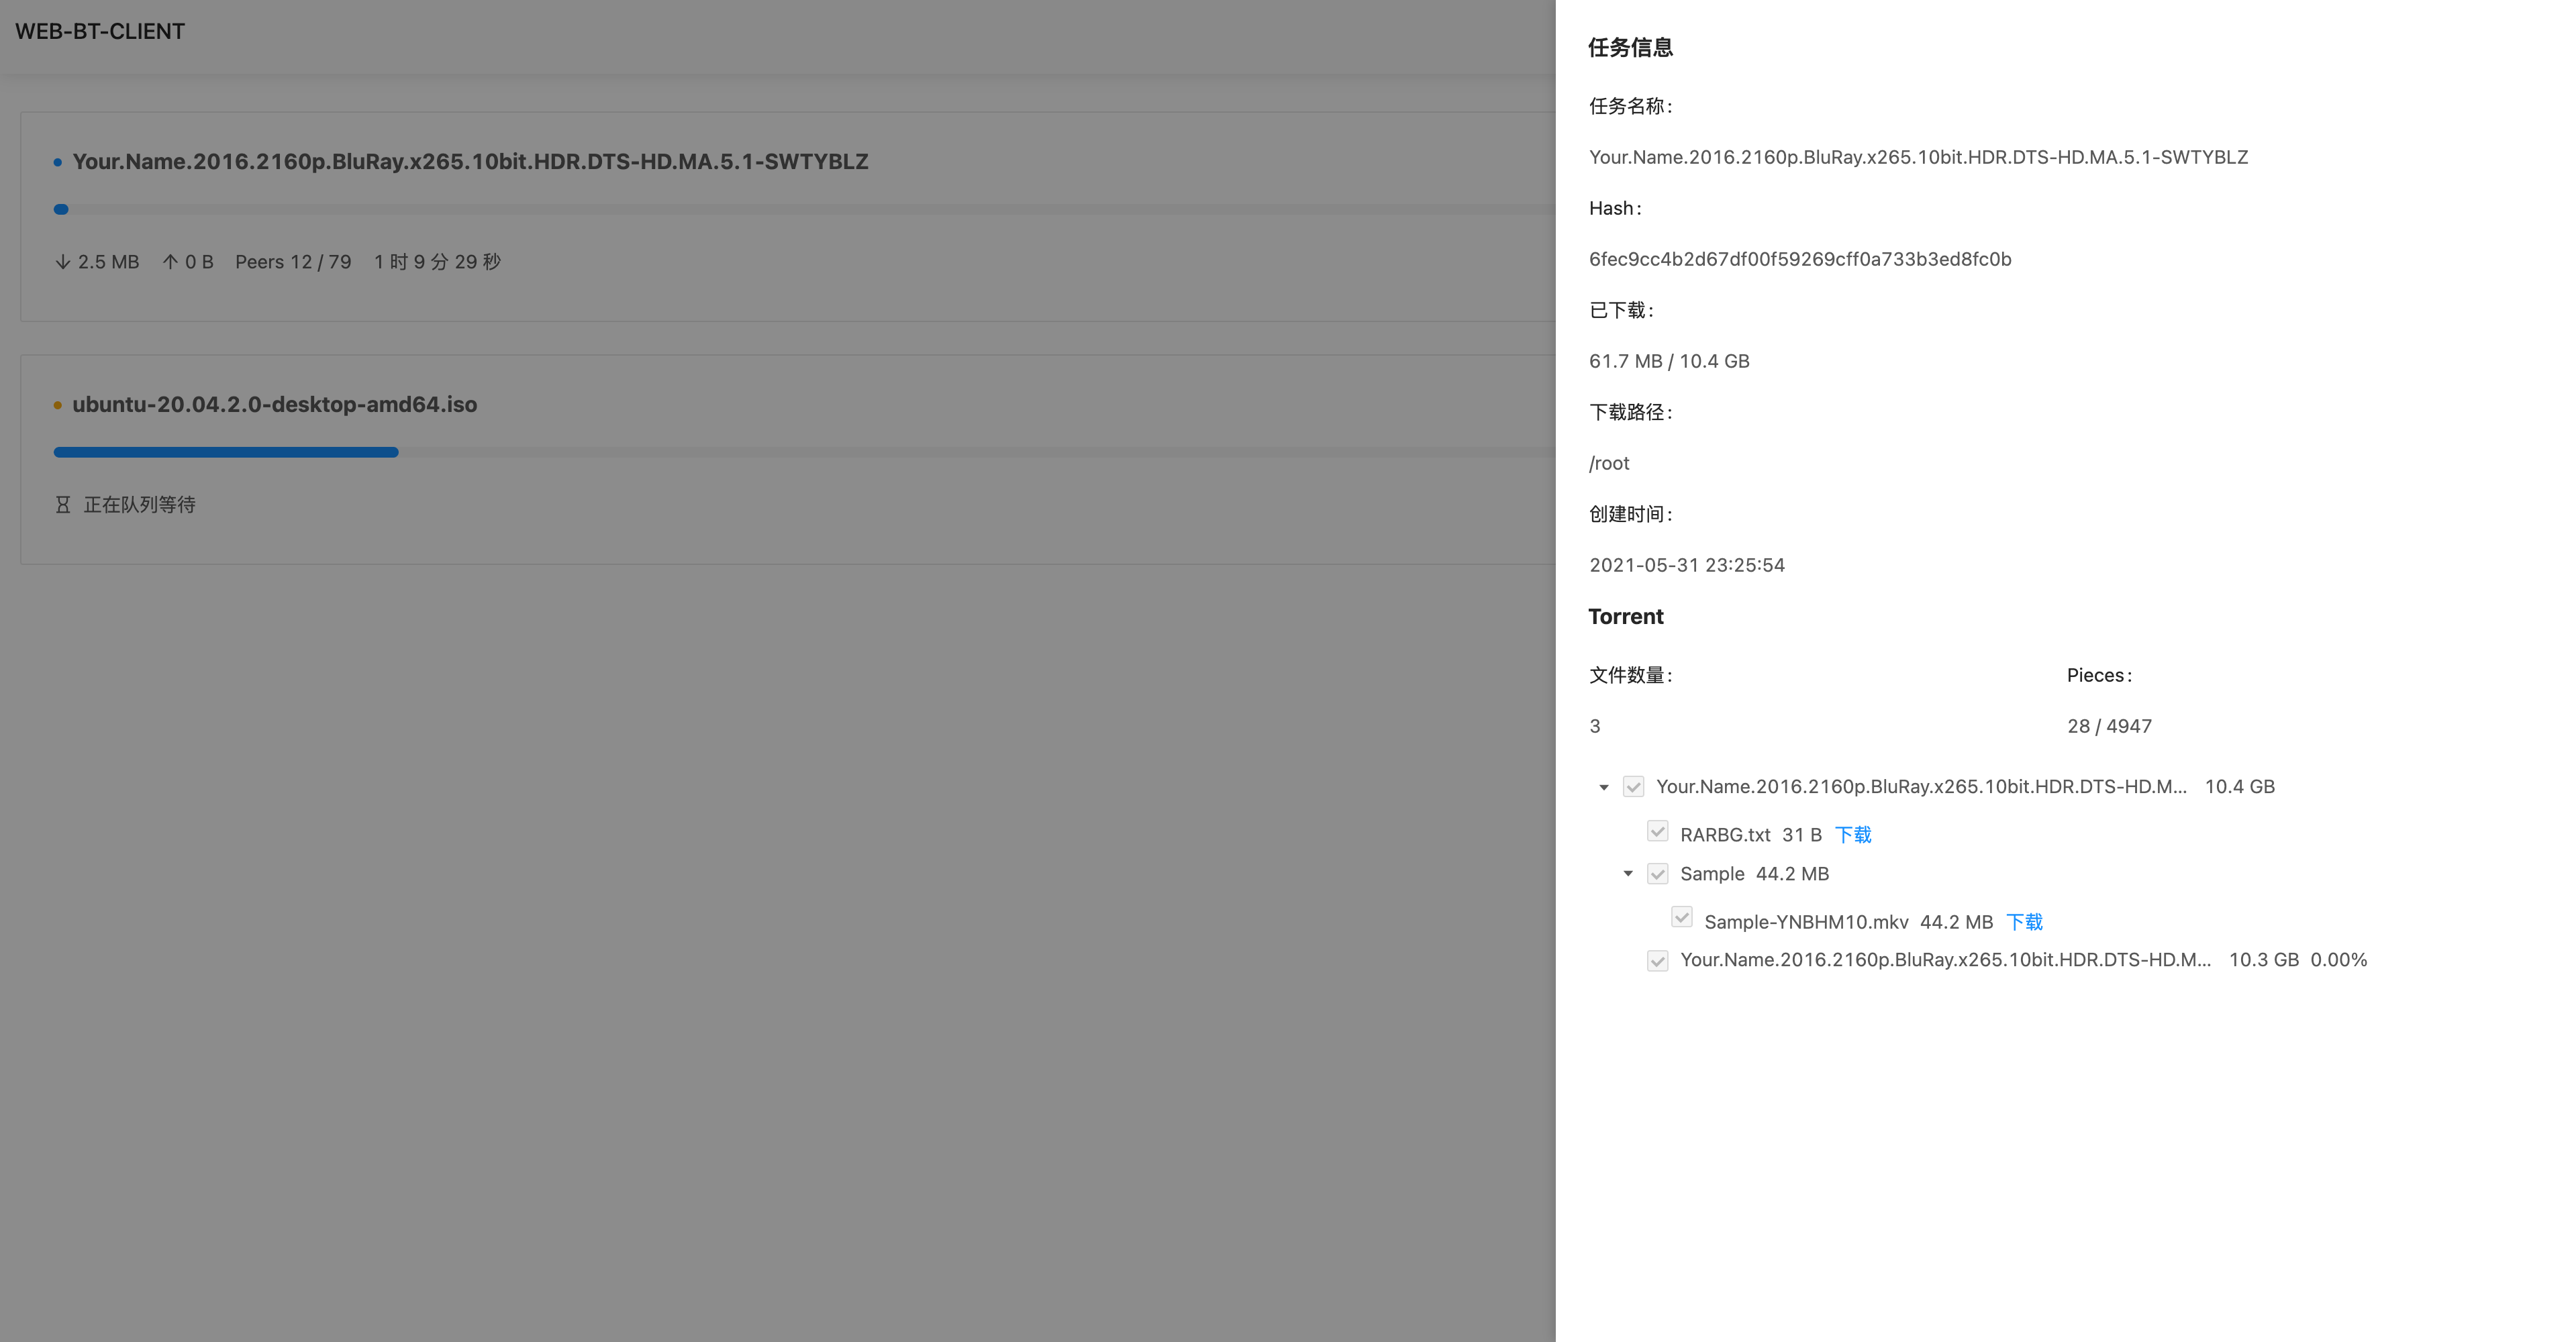 WEB-BT-CLIENT
Your.Name.2016.2160p.BluRay.x265.10bit.HDR.DTS-HD.MA.5.1-SWTYBLZ
2.5 MB 0 B Peers 12 / 79 1 时 9 分 29 秒
ubuntu-20.04.2.0-desktop-amd64.iso
正在队列等待
任务信息
任务名称:
Your.Name.2016.2160p.BluRay.x265.10bit.HDR.DTS-HD.MA.5.1-SWTYBLZ
Hash:
6fec9cc4b2d67df00f59269cff0a733b3ed8fc0b
已下载:
61.7 MB / 10.4 GB
下载路径:
/root
创建时间:
2021-05-31 23:25:54
Torrent
文件数量: Pieces:
3 28 / 4947
Your.Name.2016.2160p.BluRay.x265.10bit.HDR.DTS-HD.M... 10.4 GB
RARBG.txt 31 B 下载
Sample 44.2 MB
Sample-YNBHM10.mkv 44.2 MB 下载
Your.Name.2016.2160p.BluRay.x265.10bit.HDR.DTS-HD.M... 10.3 GB 0.00%